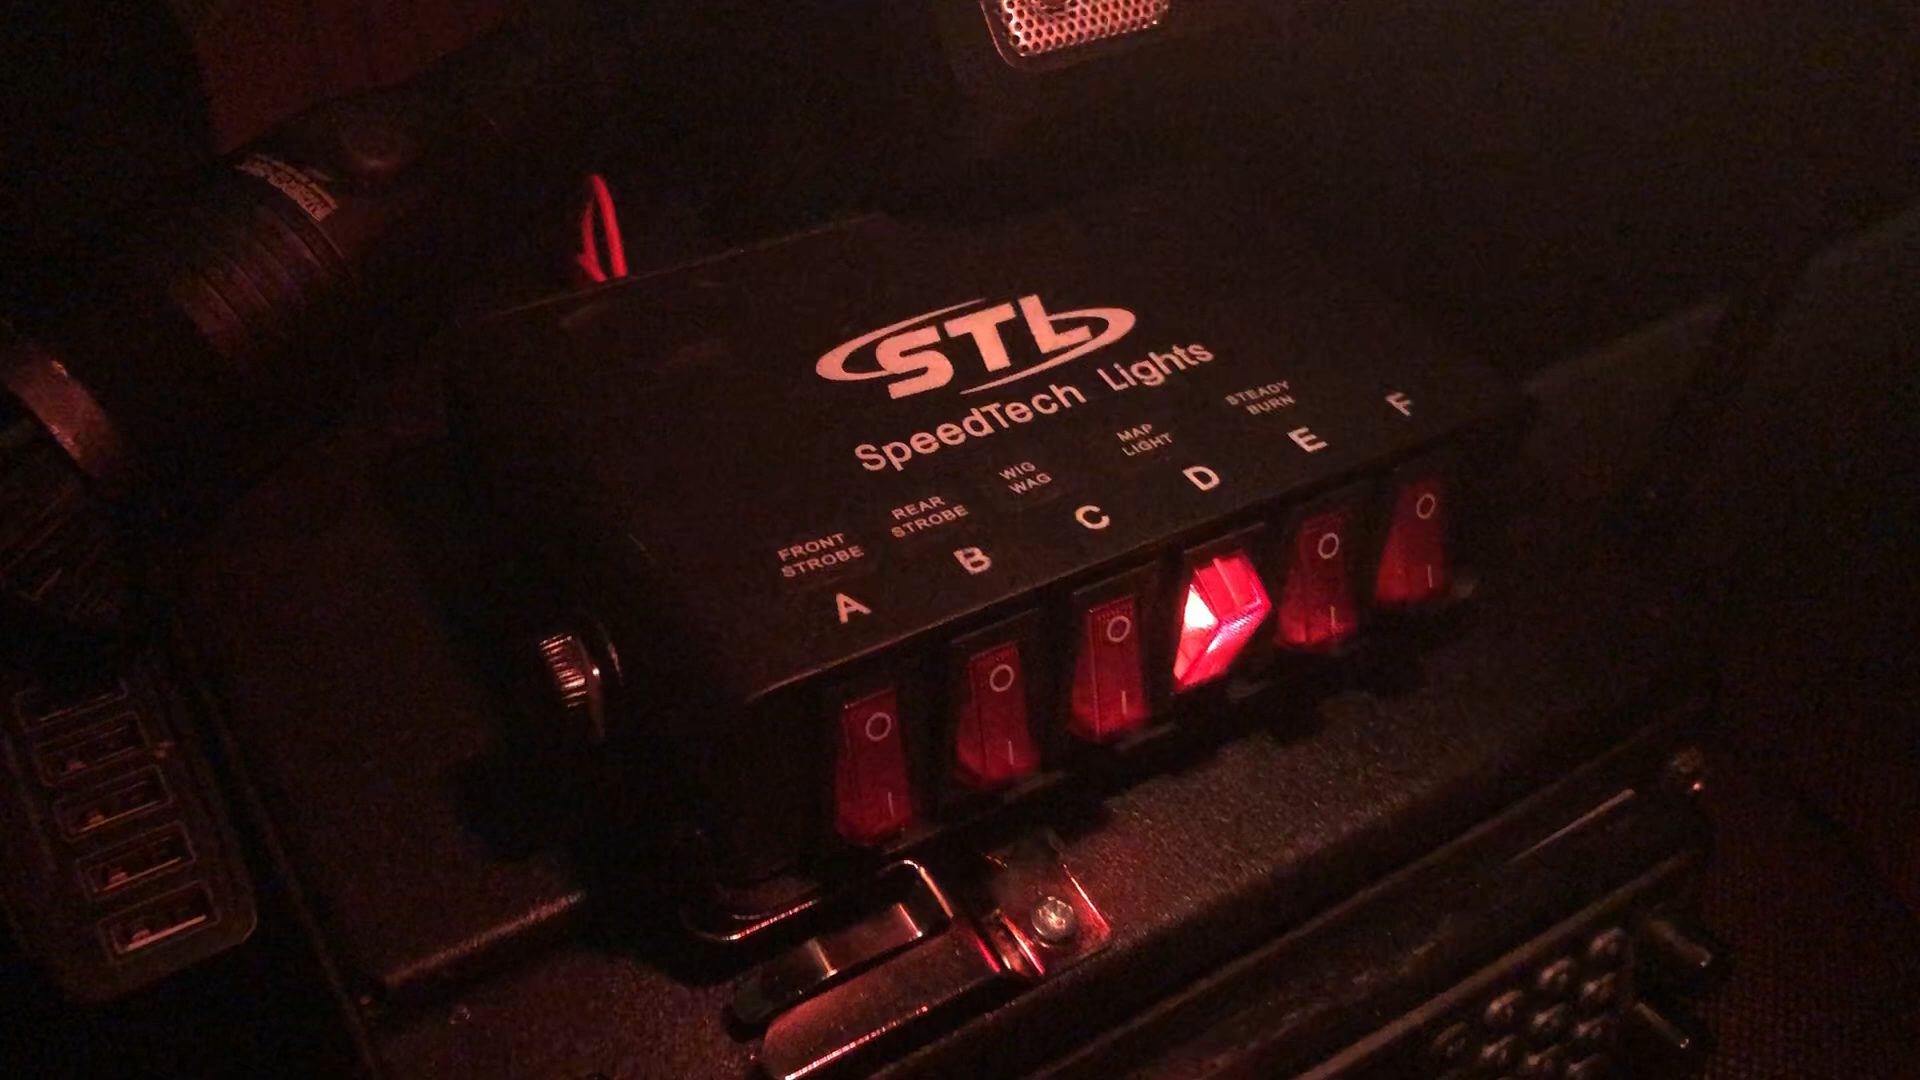 STL
SpeedTech Lights
FRONT
STROBE
REAR
STROBE
WIG
WAG
MAP
LIGHT
STEADY
BURN
A
B
C
D
E
F
O
I
O
I
O
I
O
I
O
I